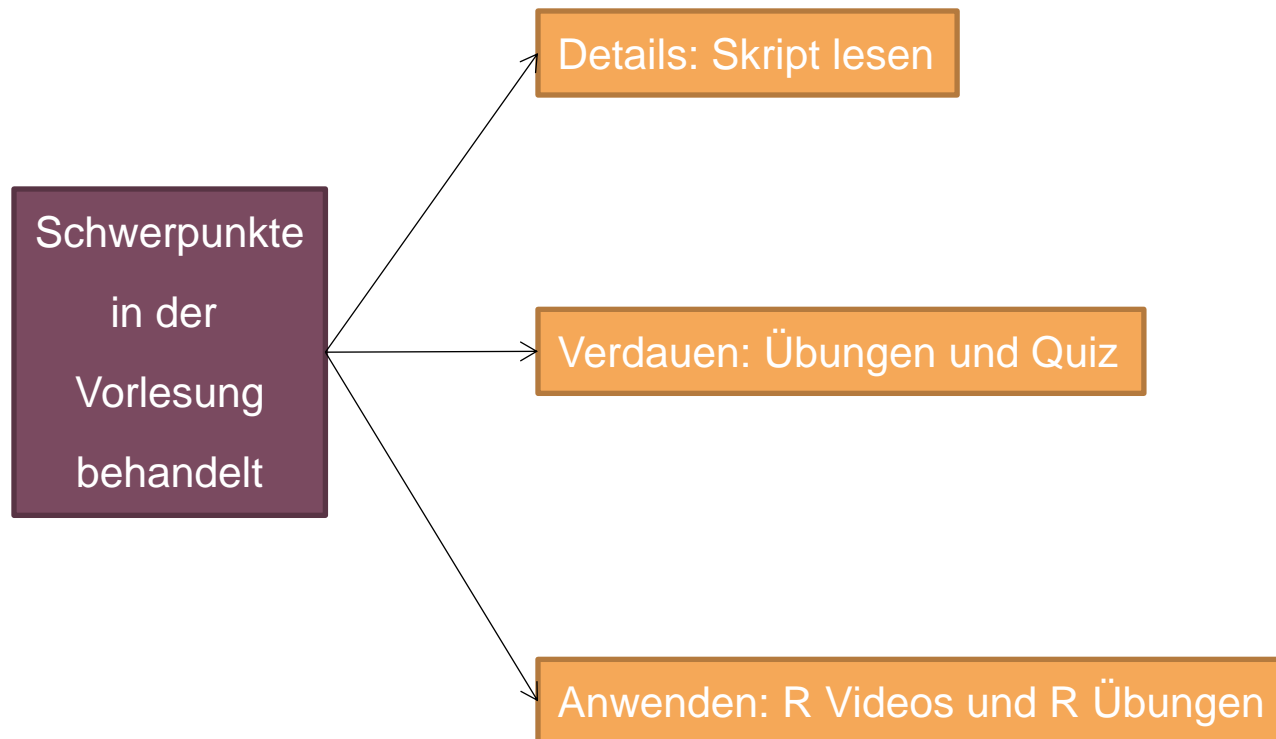 Details: Skript lesen
Schwerpunkte
in der
Vorlesung
behandelt
Verdauen: Übungen und Quiz
Anwenden: R Videos und R Übungen